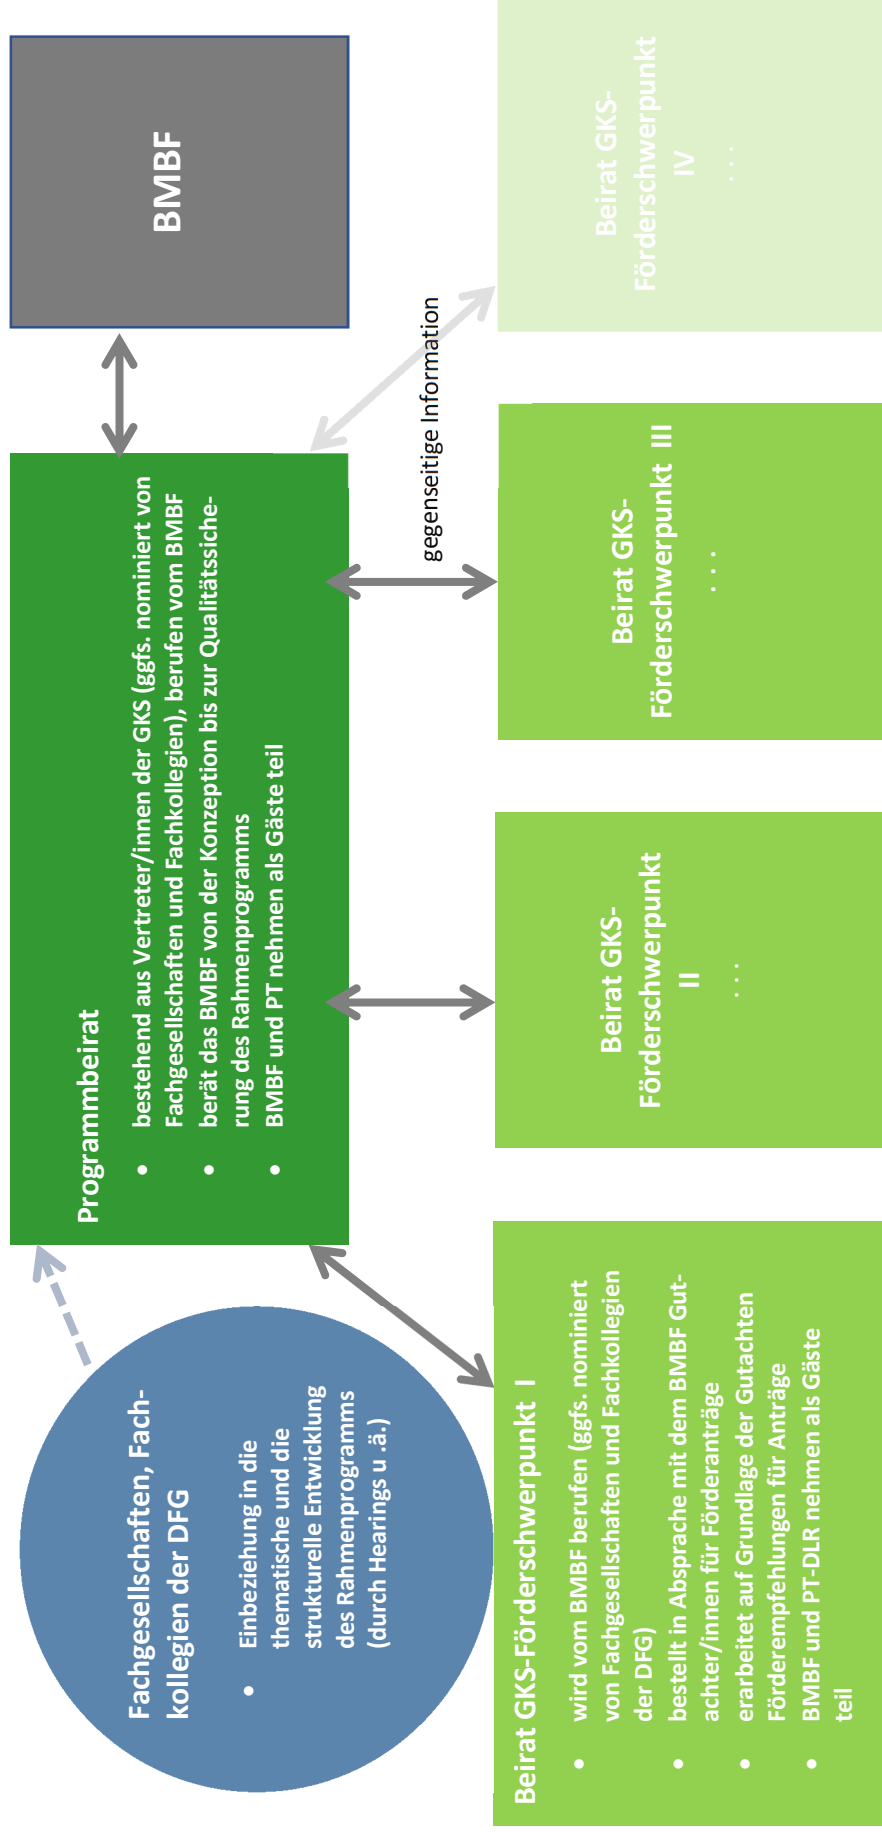 Fachgesellschaften, Fach-
kollegien der DFG
• Einbeziehung in die
thematische und die
strukturelle Entwicklung
des Rahmenprogramms
(durch Hearings u .ä.)
Programmbeirat
• bestehend aus Vertreter/innen der GKS (ggfs. nominiert von
Fachgesellschaften und Fachkollegien), berufen vom BMBF
• berät das BMBF von der Konzeption bis zur Qualitätssiche-
rung des Rahmenprogramms
• BMBF und PT nehmen als Gäste teil
BMBF
gegenseitige Information
Beirat GKS-Förderschwerpunkt I
• wird vom BMBF berufen (ggfs. nominiert
von Fachgesellschaften und Fachkollegien
der DFG)
• bestellt in Absprache mit dem BMBF Gut-
achter/innen für Förderanträge
• erarbeitet auf Grundlage der Gutachten
Förderempfehlungen für Anträge
• BMBF und PT-DLR nehmen als Gäste
teil
Beirat GKS-
Förderschwerpunkt
II
. . .
Beirat GKS-
Förderschwerpunkt III
. . .
Beirat GKS-
Förderschwerpunkt
IV
. . .